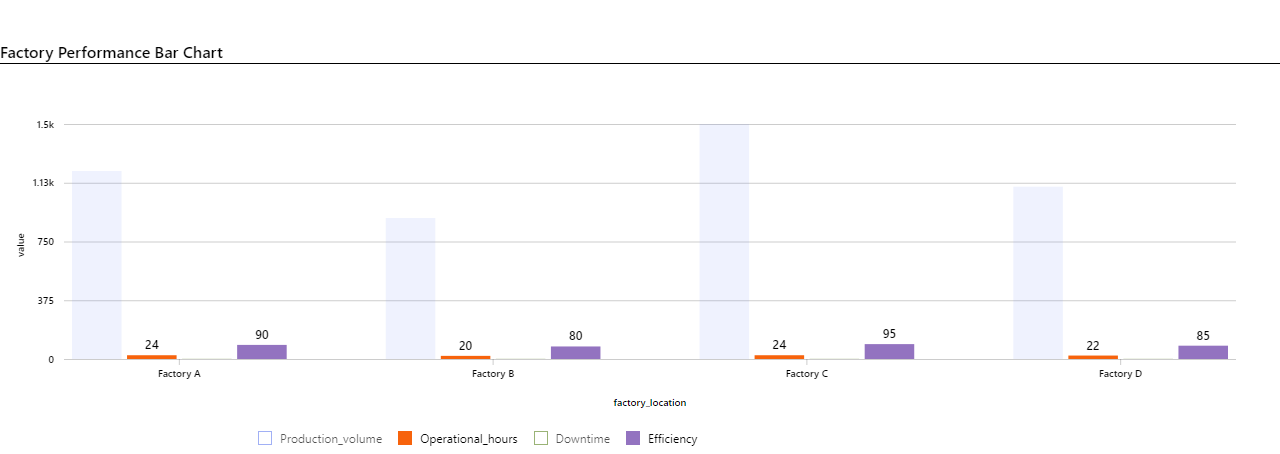 Factory Performance Bar Chart
1.5k
1.13k
750
375
0
value
24
90
20
80
24
95
22
85
Factory A
Factory B
Factory C
Factory D
factory_location
Production_volume
Operational_hours
Downtime
Efficiency